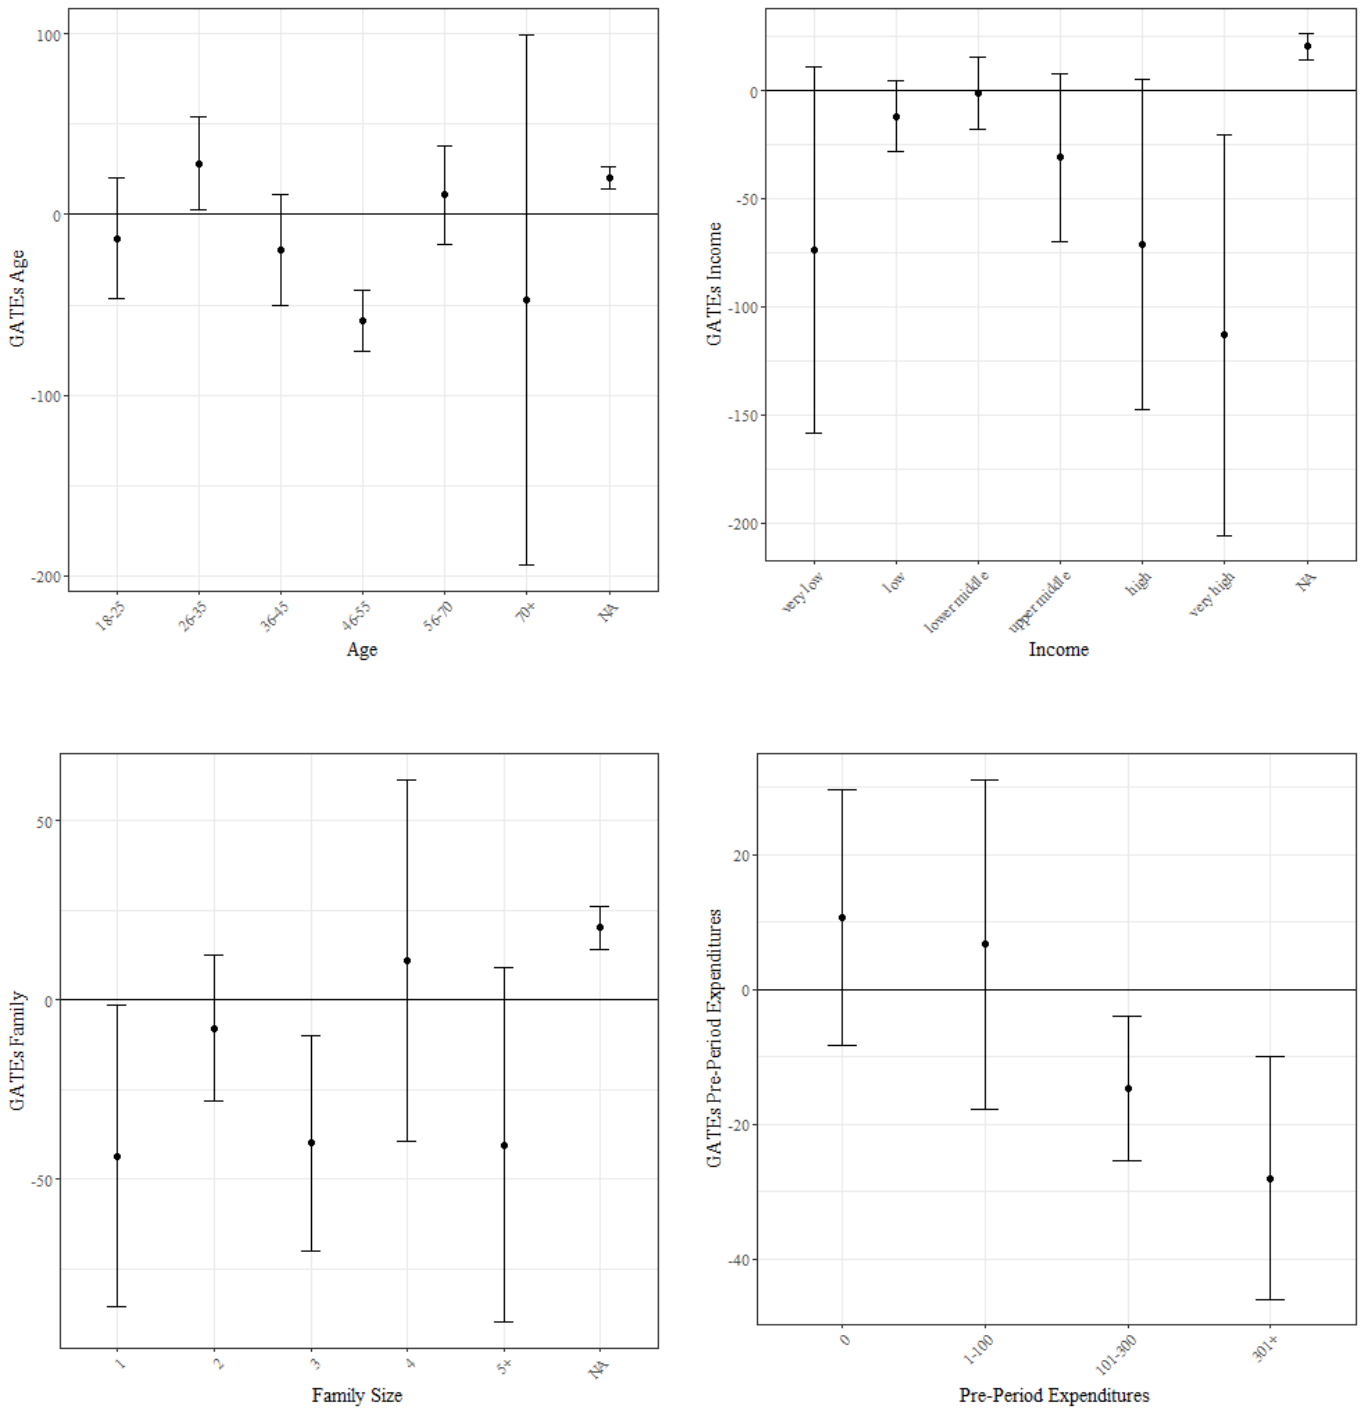 GATEs Age
100
0
-100
-200
18-25
26-35
36-45
46-55
56-70
70+
NA
Age
GATEs Income
0
-50
-100
-150
-200
very low
low
lower middle
upper middle
high
very high
NA
Income
GATEs Family
50
0
-50
1
2
3
4
5+
NA
Family Size
GATEs Pre-Period Expenditures
20
0
-20
-40
0
1-100
101-300
301+
Pre-Period Expenditures